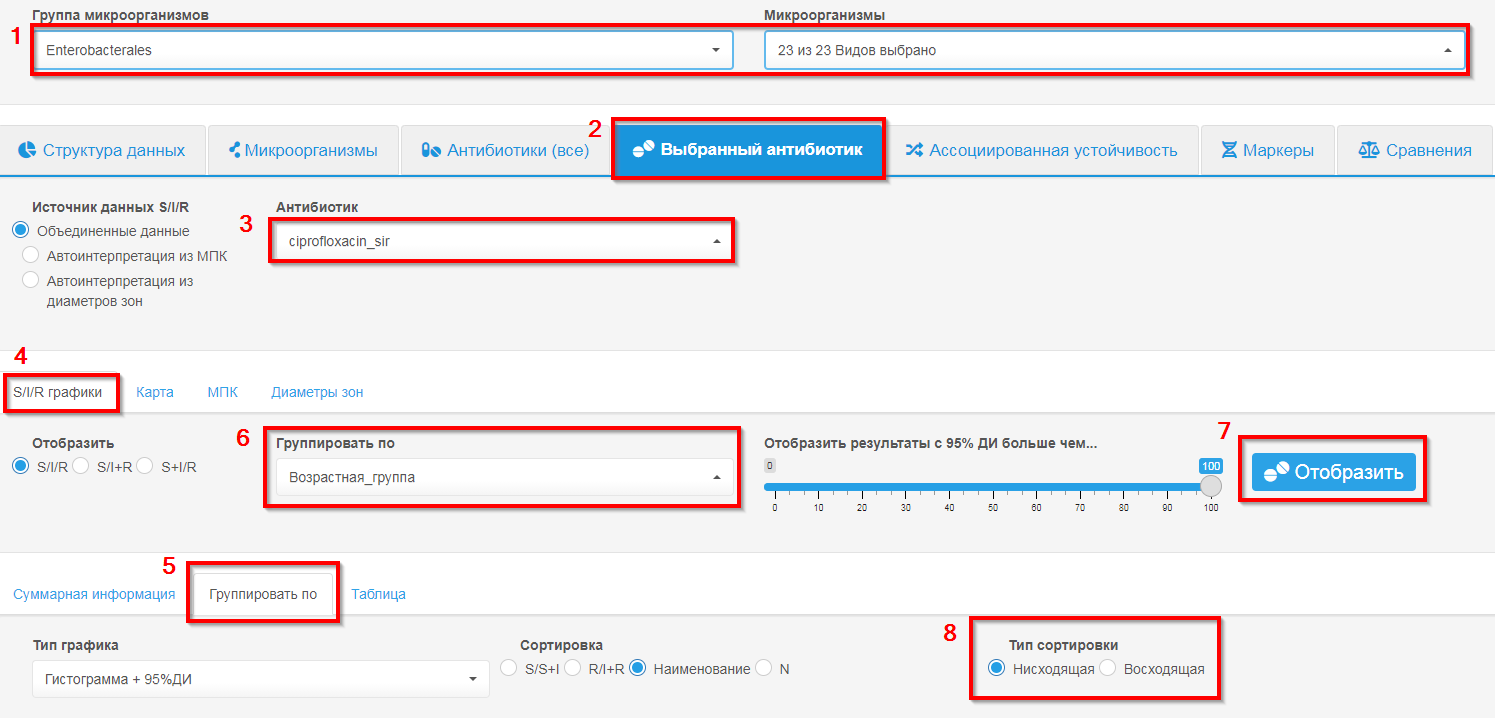 Группа микроорганизмов Микроорганизмы
1 Enterobacterales 23 из 23 Видов выбрано
2
Структура данных Микроорганизмы Антибиотики (все) Выбранный антибиотик Ассоциированная устойчивость Маркеры Сравнения
Источник данных S/I/R Антибиотик
3
Объединенные данные ciprofloxacin_sir
Автоинтерпретация из МПК
Автоинтерпретация из
диаметров зон
4
S/I/R графики Карта МПК Диаметры зон
Отобразить 6 Группировать по Отобразить результаты с 95% ДИ больше чем... 7
S/I/R S/I+R S+I/R Возрастная_группа 0 100 Отобразить
0 10 20 30 40 50 60 70 80 90 100
5
Суммарная информация Группировать по Таблица
8
Тип графика Сортировка Тип сортировки
Гистограмма + 95%ДИ S/S+I R/I+R Наименование N Нисходящая Восходящая